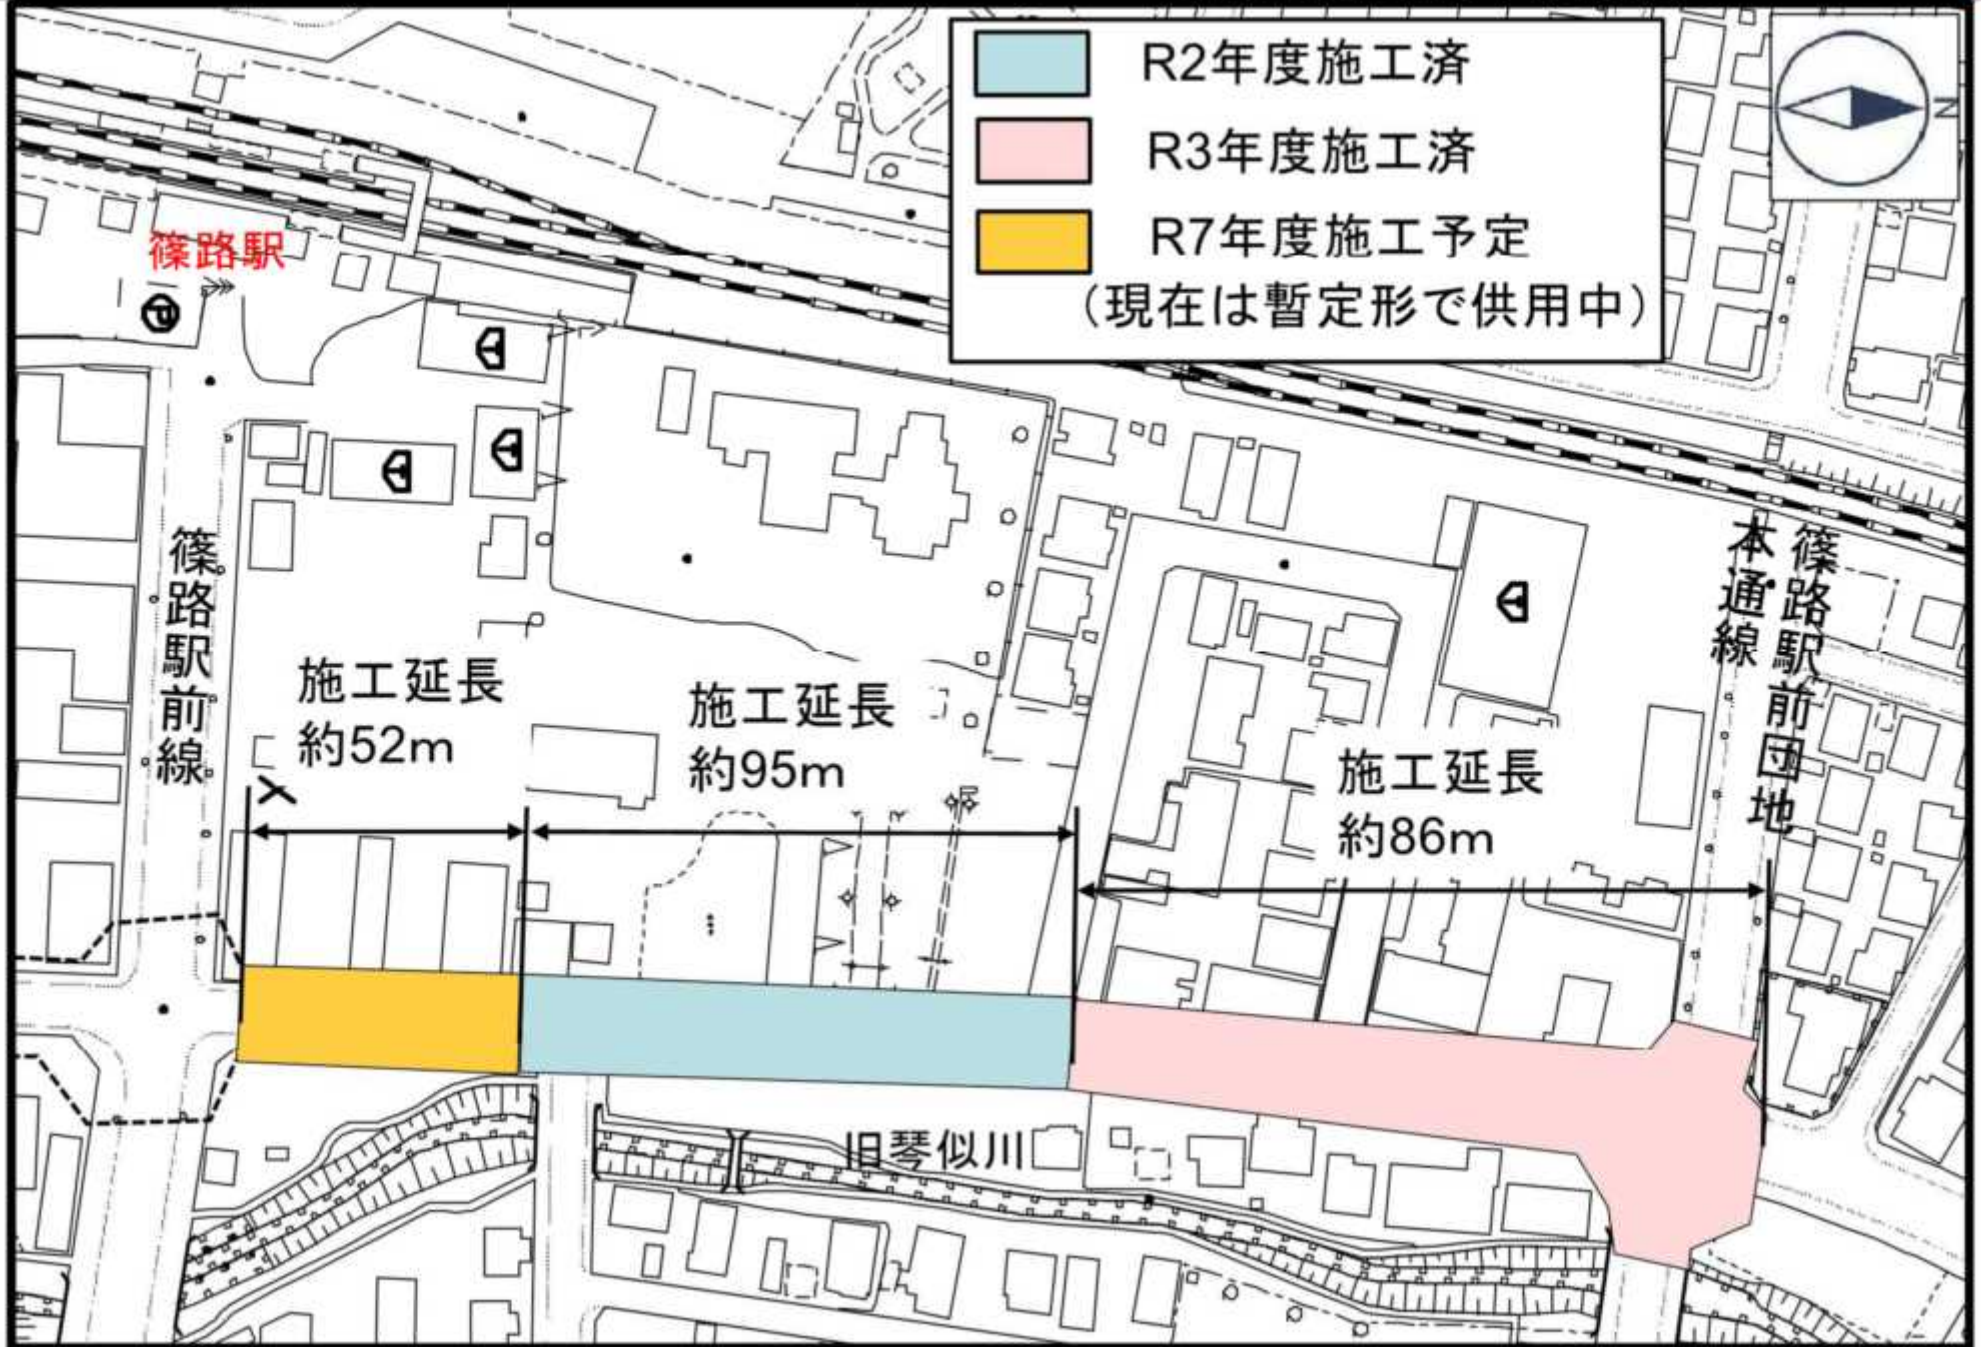 R2年度施工済
R3年度施工済
R7年度施工予定
（現在は暫定形で供用中）
N
篠路駅
篠路駅前線
篠路駅前団地
本通線
施工延長
約52m
施工延長
約95m
施工延長
約86m
旧琴似川